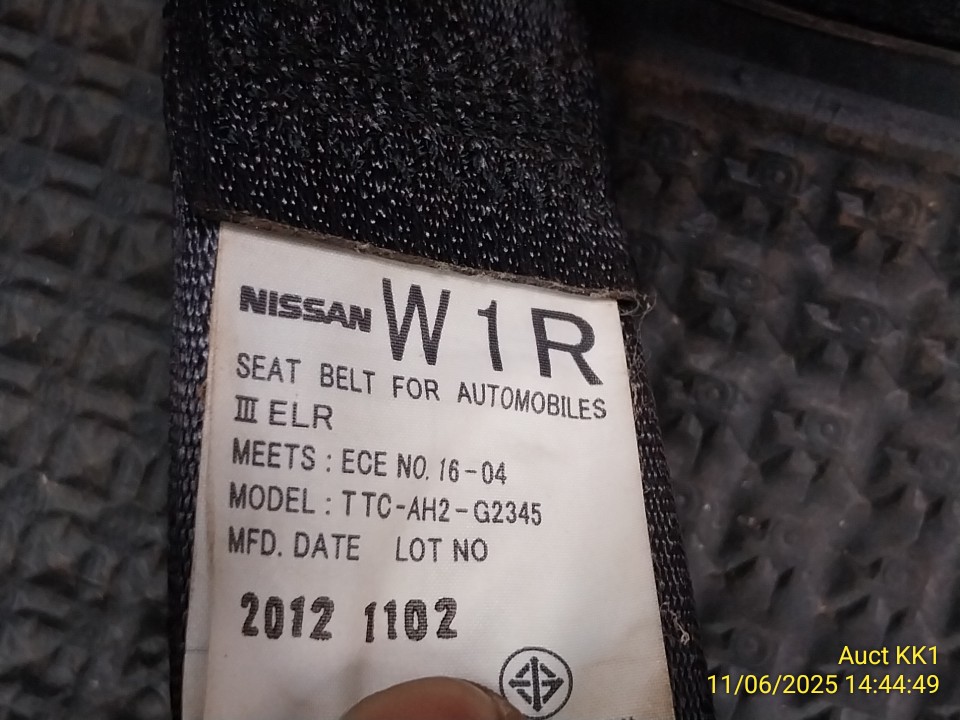 NISSAN W1R
SEAT BELT FOR AUTOMOBILES
Ⅲ ELR
MEETS : ECE NO. 16-04
MODEL : TTC-AH2-G2345
MFD. DATE LOT NO
2012 1102
Auct KK1
11/06/2025 14:44:49